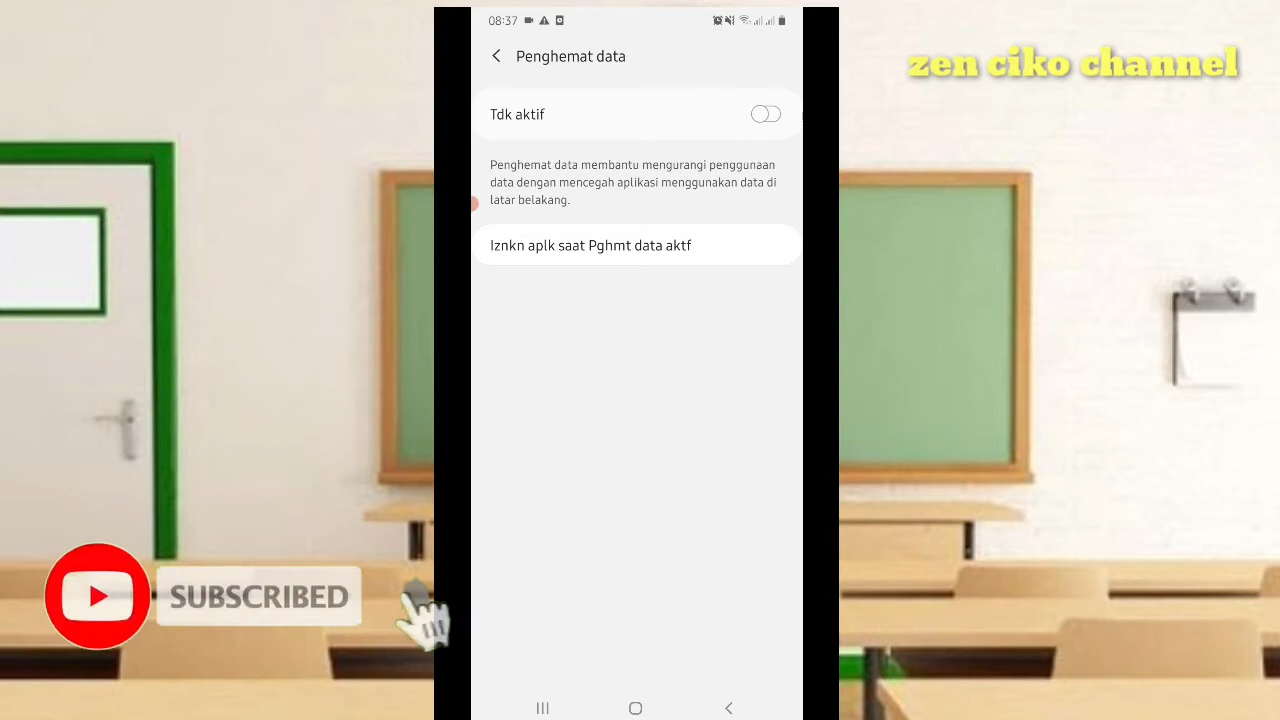 08:37
Penghemat data
zen ciko channel
Tdk aktif
Penghemat data membantu mengurangi penggunaan
data dengan mencegah aplikasi menggunakan data di
latar belakang.
Iznkn aplk saat Pghmt data aktf
SUBSCRIBED